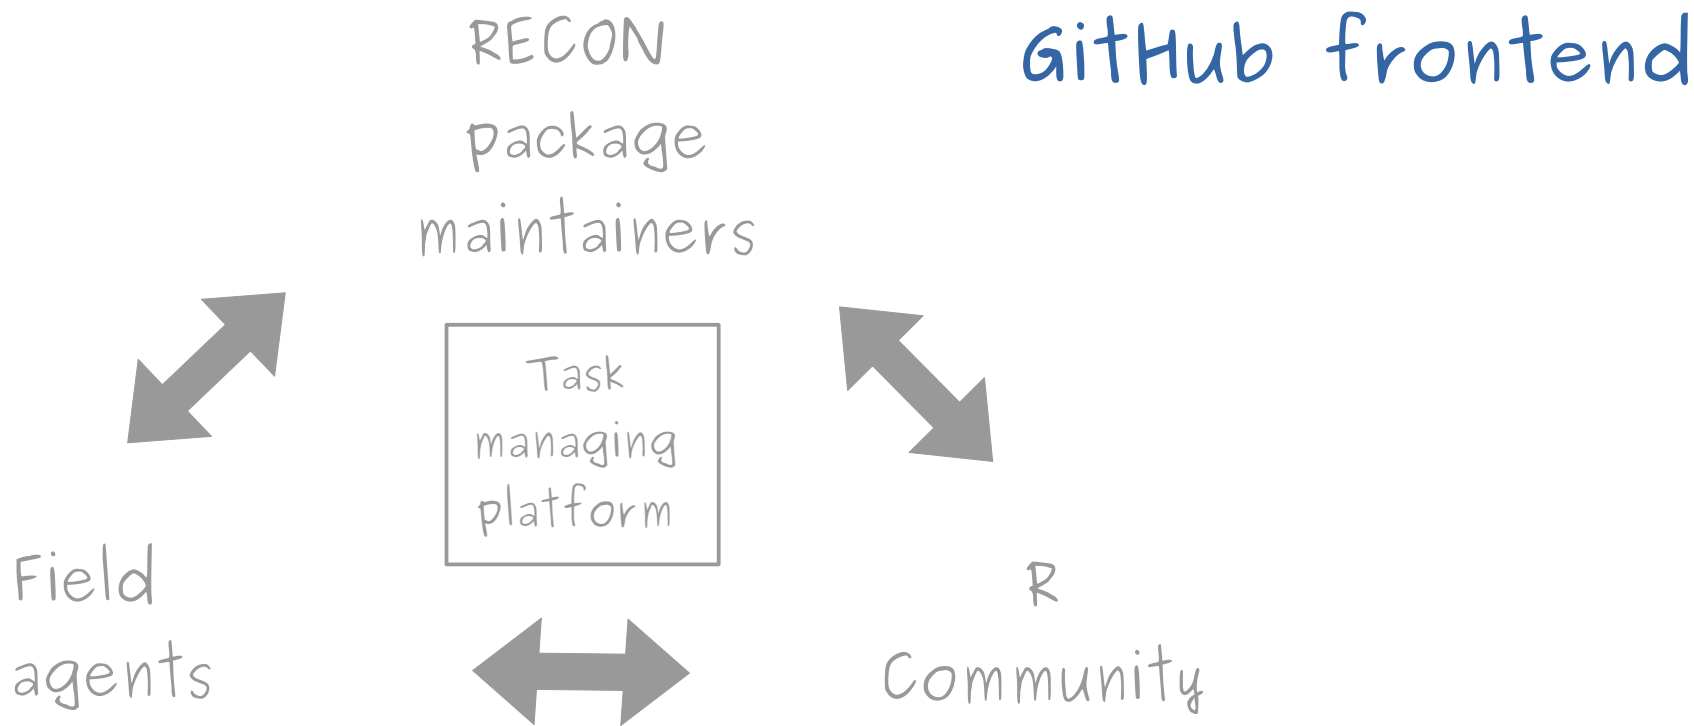 RECON
package
maintainers
GitHub frontend
Task
managing
platform
Field
agents
R
Community